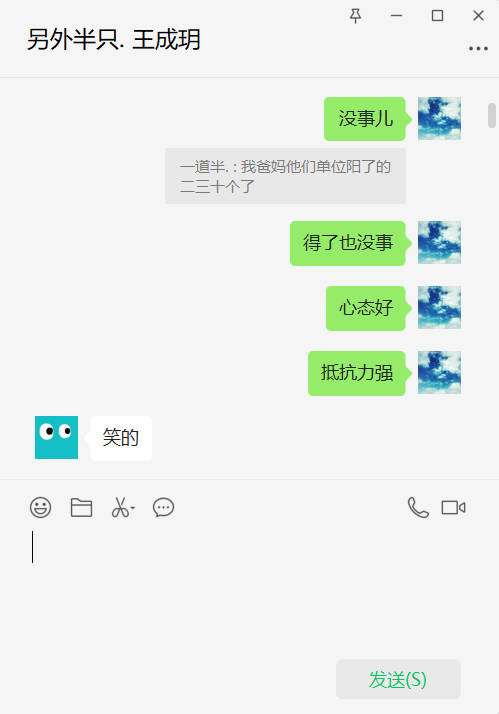 另外半只. 王成玥
没事儿
一道半. : 我爸妈他们单位阳了的
二三十个了
得了也没事
心态好
抵抗力强
笑的
发送(S)